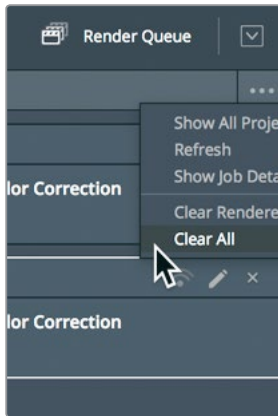 Render Queue
Show All Proje
Refresh
Show Job Deta
Clear Rendere
Clear All
lor Correction
lor Correction